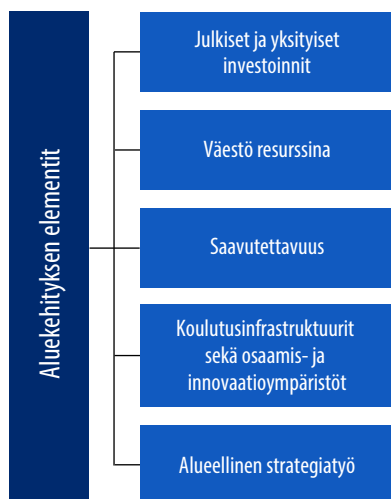 Aluekehityksen elementit
Julkiset ja yksityiset
investoinnit
Väestö resurssina
Saavutettavuus
Koulutusinfrastruktuurit
sekä osaamis- ja
innovaatioympäristöt
Alueellinen strategiatyö